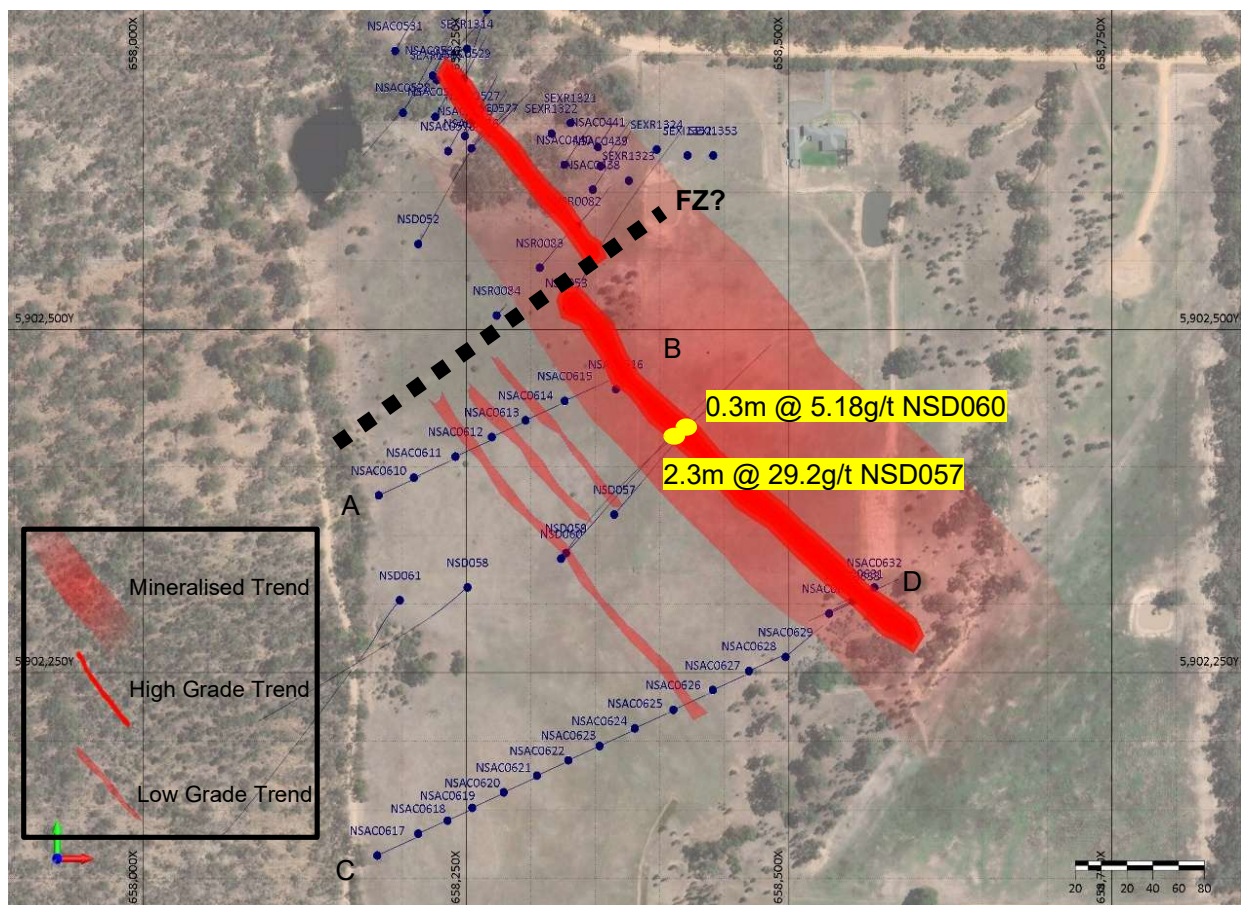 658,000X
658,250X
658,500X
658,750X
NSAC0531
SEXR1314
SEXR1321
SEXR1322
NSAC0441
SEXR1324
NSAC0439
SEXR1323
NSD052
FZ?
NSR0083
NSR0084
5,902,500Y
5,902,500Y
B
NSAC0615
NSAC0614
NSAC0613
NSAC0612
NSAC0611
NSAC0610
A
0.3m @ 5.18g/t NSD060
2.3m @ 29.2g/t NSD057
NSD057
NSD060
NSD058
NSD061
NSAC0632
D
NSAC0629
NSAC0628
NSAC0627
NSAC0626
NSAC0625
NSAC0624
NSAC0623
NSAC0622
NSAC0621
NSAC0620
NSAC0619
NSAC0618
NSAC0617
C
Mineralised Trend
High Grade Trend
Low Grade Trend
5,902,250Y
5,902,250Y
658,000X
658,250X
658,500X
20 20 40 60 80